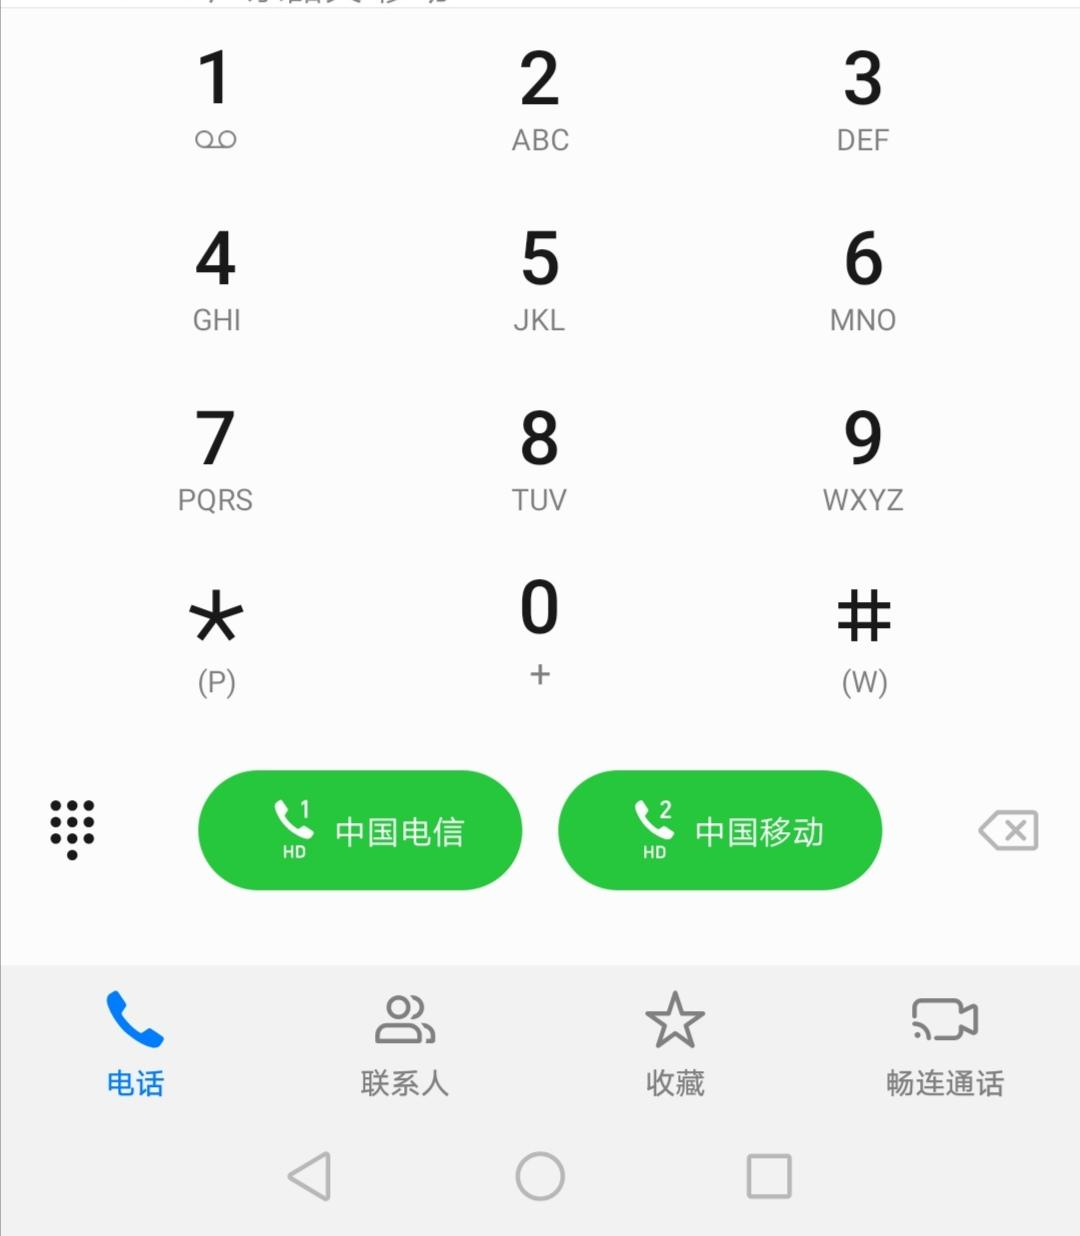 1 2 3
ABC DEF
4 5 6
GHI JKL MNO
7 8 9
PQRS TUV WXYZ
* 0 #
(P) + (W)
1 HD 中国电信 2 HD 中国移动
电话 联系人 收藏 畅连通话